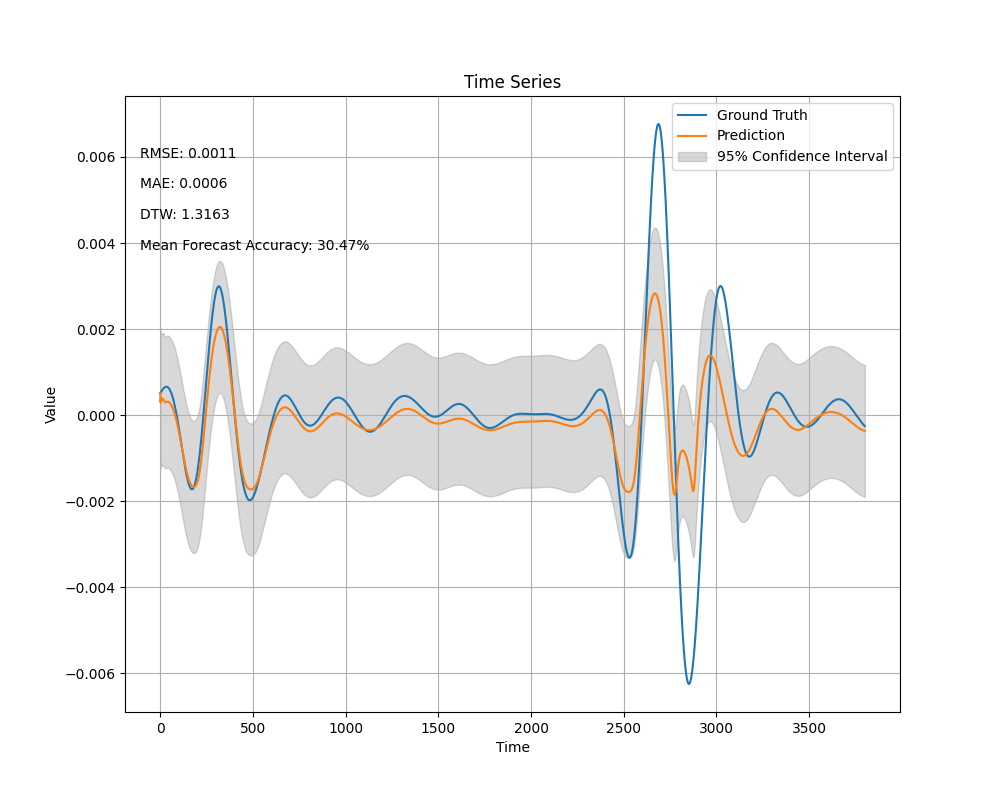 Time Series
Ground Truth
Prediction
95% Confidence Interval
RMSE: 0.0011
MAE: 0.0006
DTW: 1.3163
Mean Forecast Accuracy: 30.47%
0.006
0.004
0.002
0.000
−0.002
−0.004
−0.006
Value
0 500 1000 1500 2000 2500 3000 3500
Time